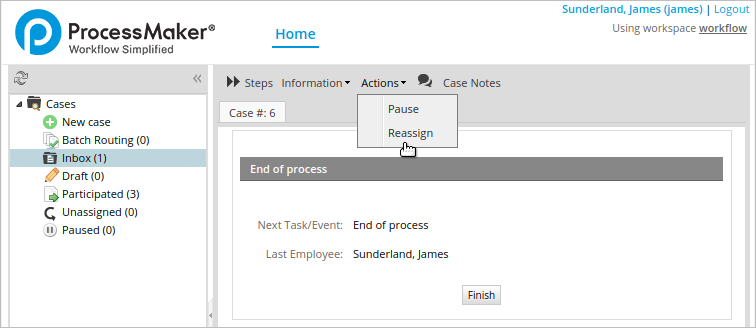 ProcessMaker®
Workflow Simplified
Home
Sunderland, James (james) | Logout
Using workspace workflow
Cases
New case
Batch Routing (0)
Inbox (1)
Draft (0)
Participated (3)
Unassigned (0)
Paused (0)
Steps Information Actions Case Notes
Pause
Reassign
Case #: 6
End of process
Next Task/Event: End of process
Last Employee: Sunderland, James
Finish